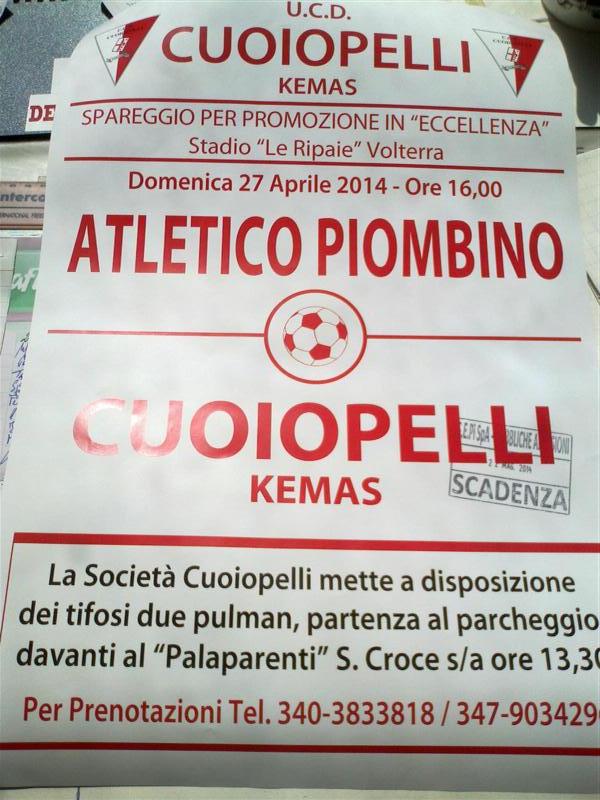 U.C.D.
CUOIOPELLI
KEMAS
SPAREGGIO PER PROMOZIONE IN "ECCELLENZA"
Stadio "Le Ripaie" Volterra
Domenica 27 Aprile 2014 - Ore 16,00
ATLETICO PIOMBINO
CUOIOPELLI
KEMAS
SCADENZA
La Società Cuoiopelli mette a disposizione
dei tifosi due pulman, partenza al parcheggio
davanti al "Palaparenti" S. Croce s/a ore 13,30
Per Prenotazioni Tel. 340-3833818 / 347-903429
DE